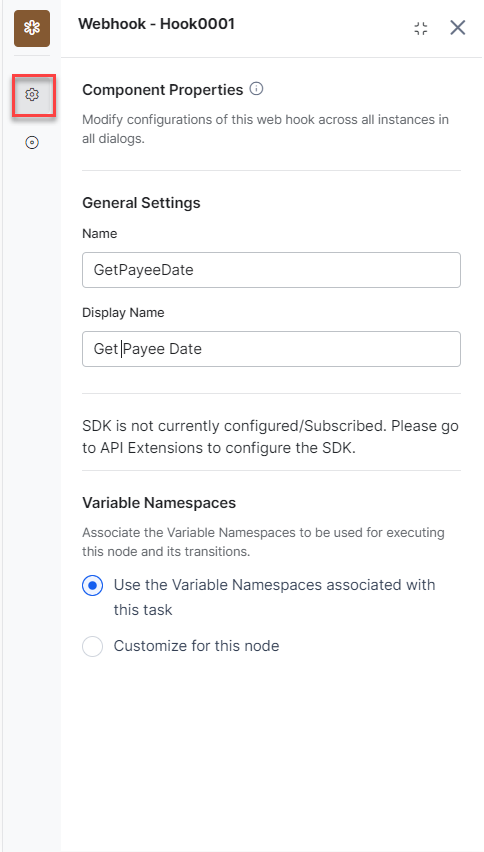 Webhook - Hook0001
Component Properties
Modify configurations of this web hook across all instances in
all dialogs.
General Settings
Name
GetPayeeDate
Display Name
Get Payee Date
SDK is not currently configured/Subscribed. Please go
to API Extensions to configure the SDK.
Variable Namespaces
Associate the Variable Namespaces to be used for executing
this node and its transitions.
Use the Variable Namespaces associated with
this task
Customize for this node